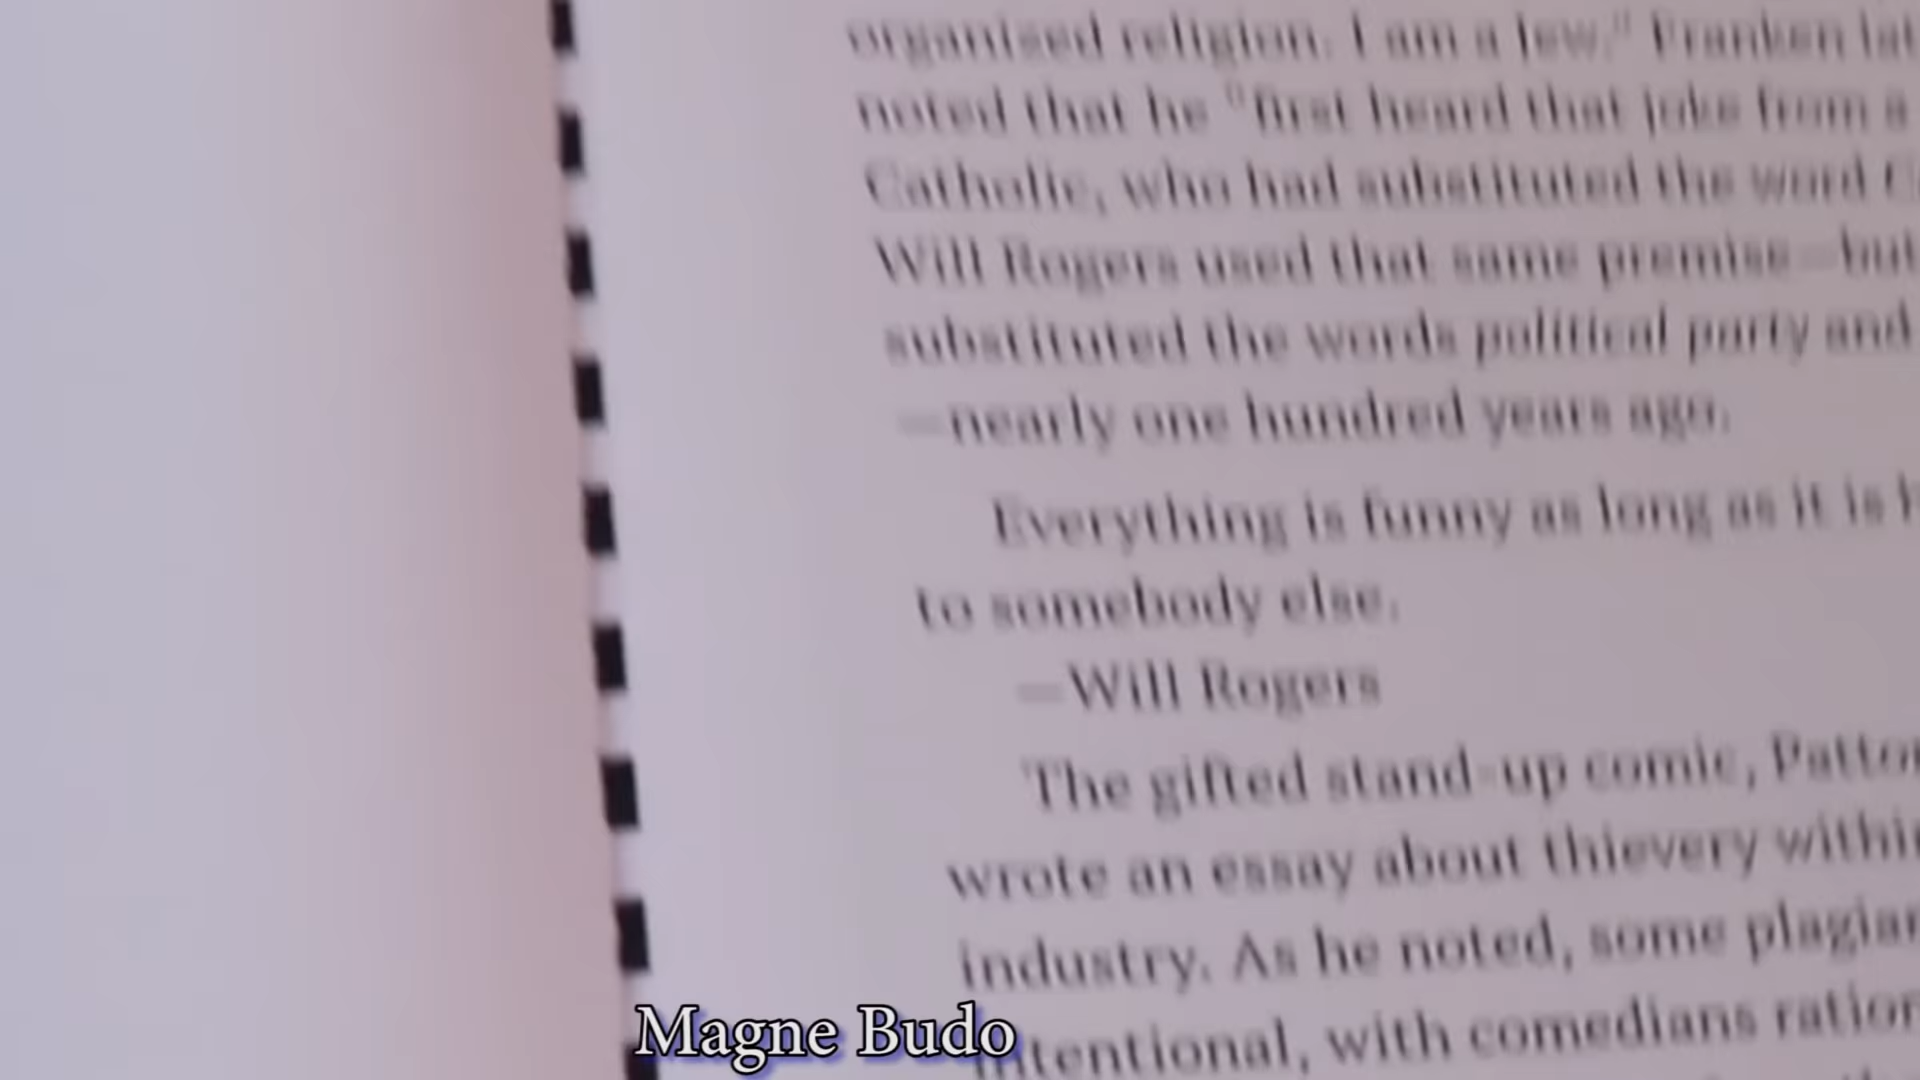 organised religion. I am a Jew." Franken
noted that he "first heard that joke from a
Catholic, who had substituted the word
Will Rogers used that same premise—but
substituted the words political party and
—nearly one hundred years ago.
Everything is funny as long as it is
to somebody else.
—Will Rogers
The gifted stand-up comic,
wrote an essay about thievery
industry. As he noted, some
intentional, with comedians
Magne Budo